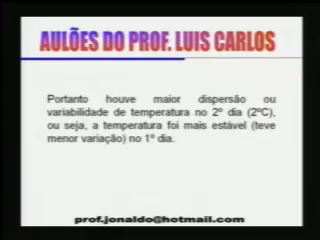 AULÕES DO PROF. LUIS CARLOS
Portanto houve maior dispersão ou
variabilidade de temperatura no 2º dia (2ºC),
ou seja, a temperatura foi mais estável (teve
menor variação) no 1º dia.
prof.jonaldo@hotmail.com